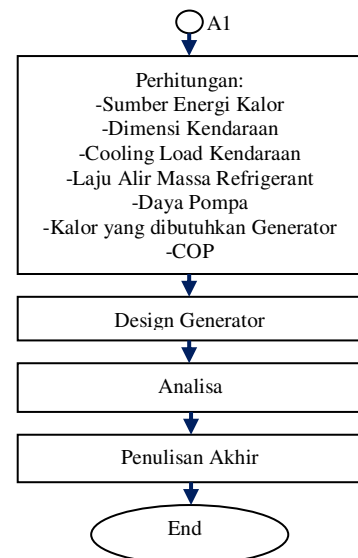 A1
Perhitungan:
-Sumber Energi Kalor
-Dimensi Kendaraan
-Cooling Load Kendaraan
-Laju Alir Massa Refrigerant
-Daya Pompa
-Kalor yang dibutuhkan Generator
-COP
Design Generator
Analisa
Penulisan Akhir
End